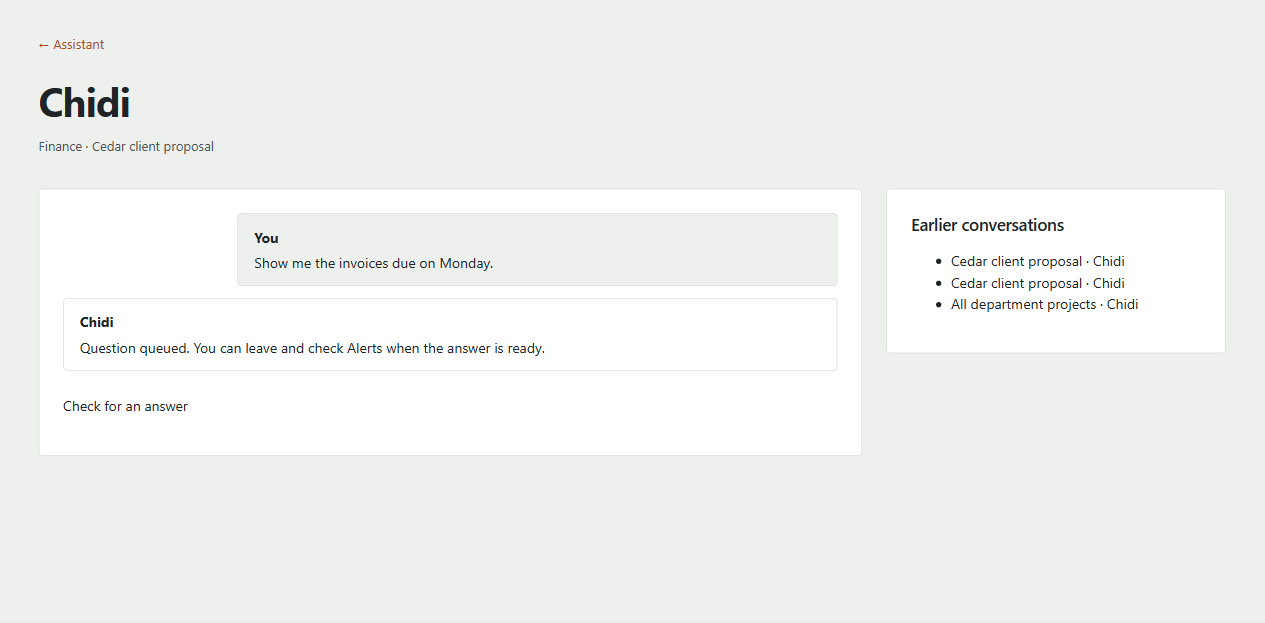 ← Assistant
Chidi
Finance · Cedar client proposal
You
Show me the invoices due on Monday.
Chidi
Question queued. You can leave and check Alerts when the answer is ready.
Check for an answer
Earlier conversations
• Cedar client proposal · Chidi
• Cedar client proposal · Chidi
• All department projects · Chidi